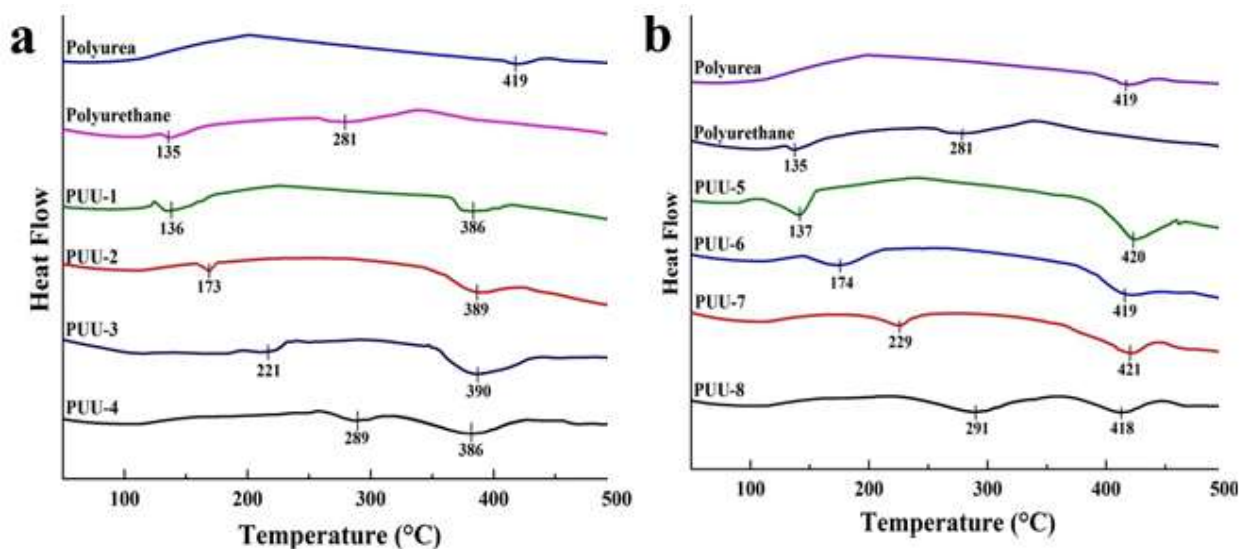 a
Polyurea
419
Polyurethane
135
281
PUU-1
136
386
PUU-2
173
389
PUU-3
221
390
PUU-4
289
386
Heat Flow
100 200 300 400 500
Temperature (°C)
b
Polyurea
419
Polyurethane
135
281
PUU-5
137
420
PUU-6
174
419
PUU-7
229
421
PUU-8
291
418
Heat Flow
100 200 300 400 500
Temperature (°C)